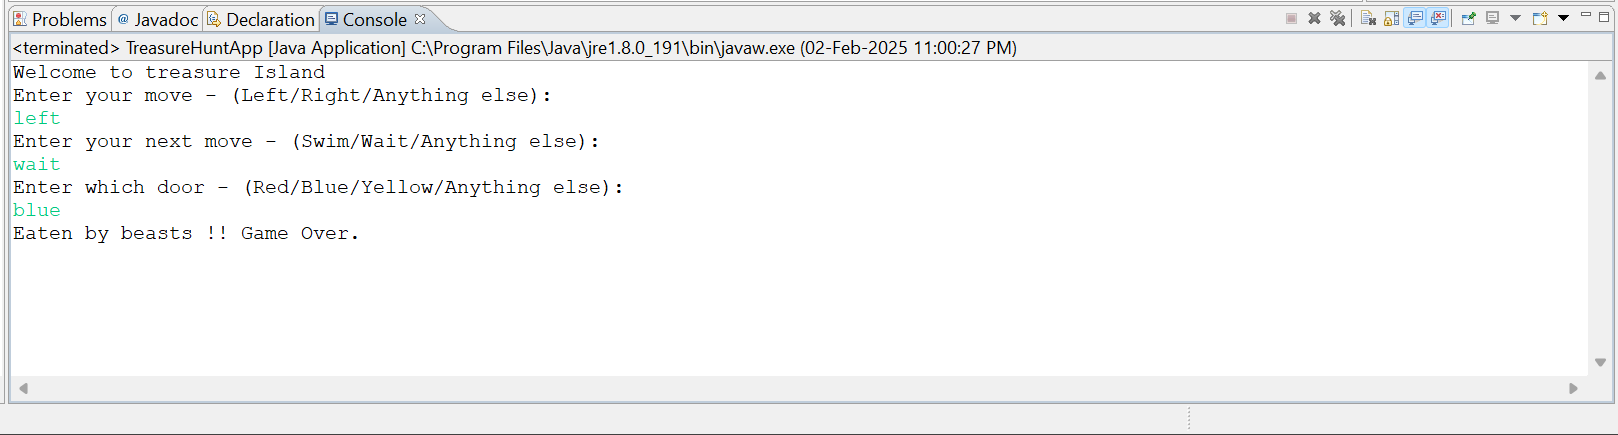 Problems @ Javadoc Declaration Console
<terminated> TreasureHuntApp [Java Application] C:\Program Files\Java\jre1.8.0_191\bin\javaw.exe (02-Feb-2025 11:00:27 PM)
Welcome to treasure Island
Enter your move - (Left/Right/Anything else):
left
Enter your next move - (Swim/Wait/Anything else):
wait
Enter which door - (Red/Blue/Yellow/Anything else):
blue
Eaten by beasts !! Game Over.